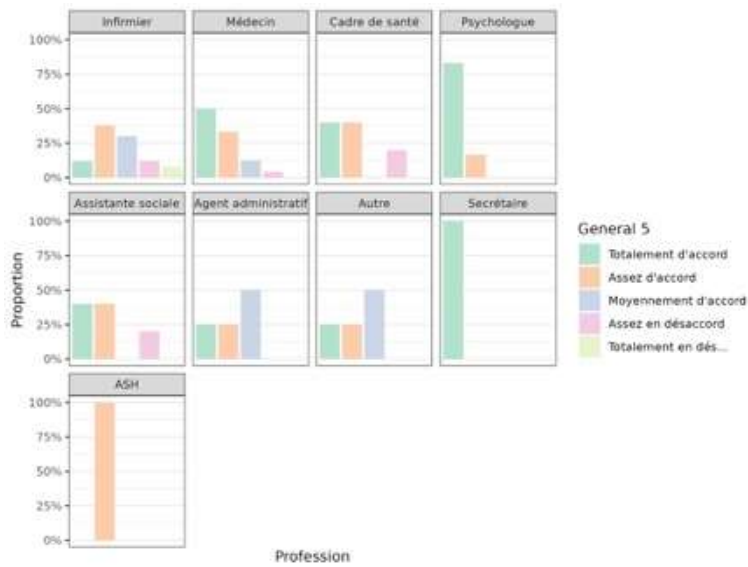 Infirmier
Médecin
Cadre de santé
Psychologue
100%
75%
50%
25%
0%
Assistante sociale
Agent administratif
Autre
Secrétaire
100%
75%
50%
25%
0%
ASH
100%
75%
50%
25%
0%
Proportion
Profession
General 5
Totalement d'accord
Assez d'accord
Moyennement d'accord
Assez en désaccord
Totalement en dés...